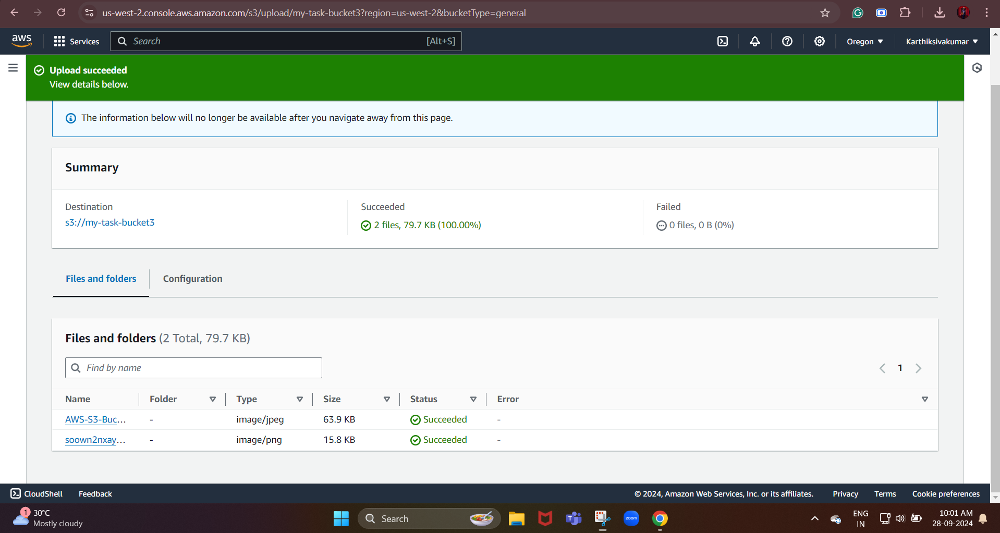 us-west-2.console.aws.amazon.com/s3/upload/my-task-bucket3?region=us-west-2&bucketType=general
aws
Services
Search
[Alt+S]
Oregon
Karthiksivakumar
Upload succeeded
View details below.
The information below will no longer be available after you navigate away from this page.
Summary
Destination
s3://my-task-bucket3
Succeeded
2 files, 79.7 KB (100.00%)
Failed
0 files, 0 B (0%)
Files and folders
Configuration
Files and folders (2 Total, 79.7 KB)
Find by name
1
Name Folder Type Size Status Error
AWS-S3-Buc... - image/jpeg 63.9 KB Succeeded -
soown2nxay... - image/png 15.8 KB Succeeded -
CloudShell
Feedback
© 2024, Amazon Web Services, Inc. or its affiliates.
Privacy
Terms
Cookie preferences
1
30°C
Mostly cloudy
Search
zoom
ENG
IN
10:01 AM
28-09-2024